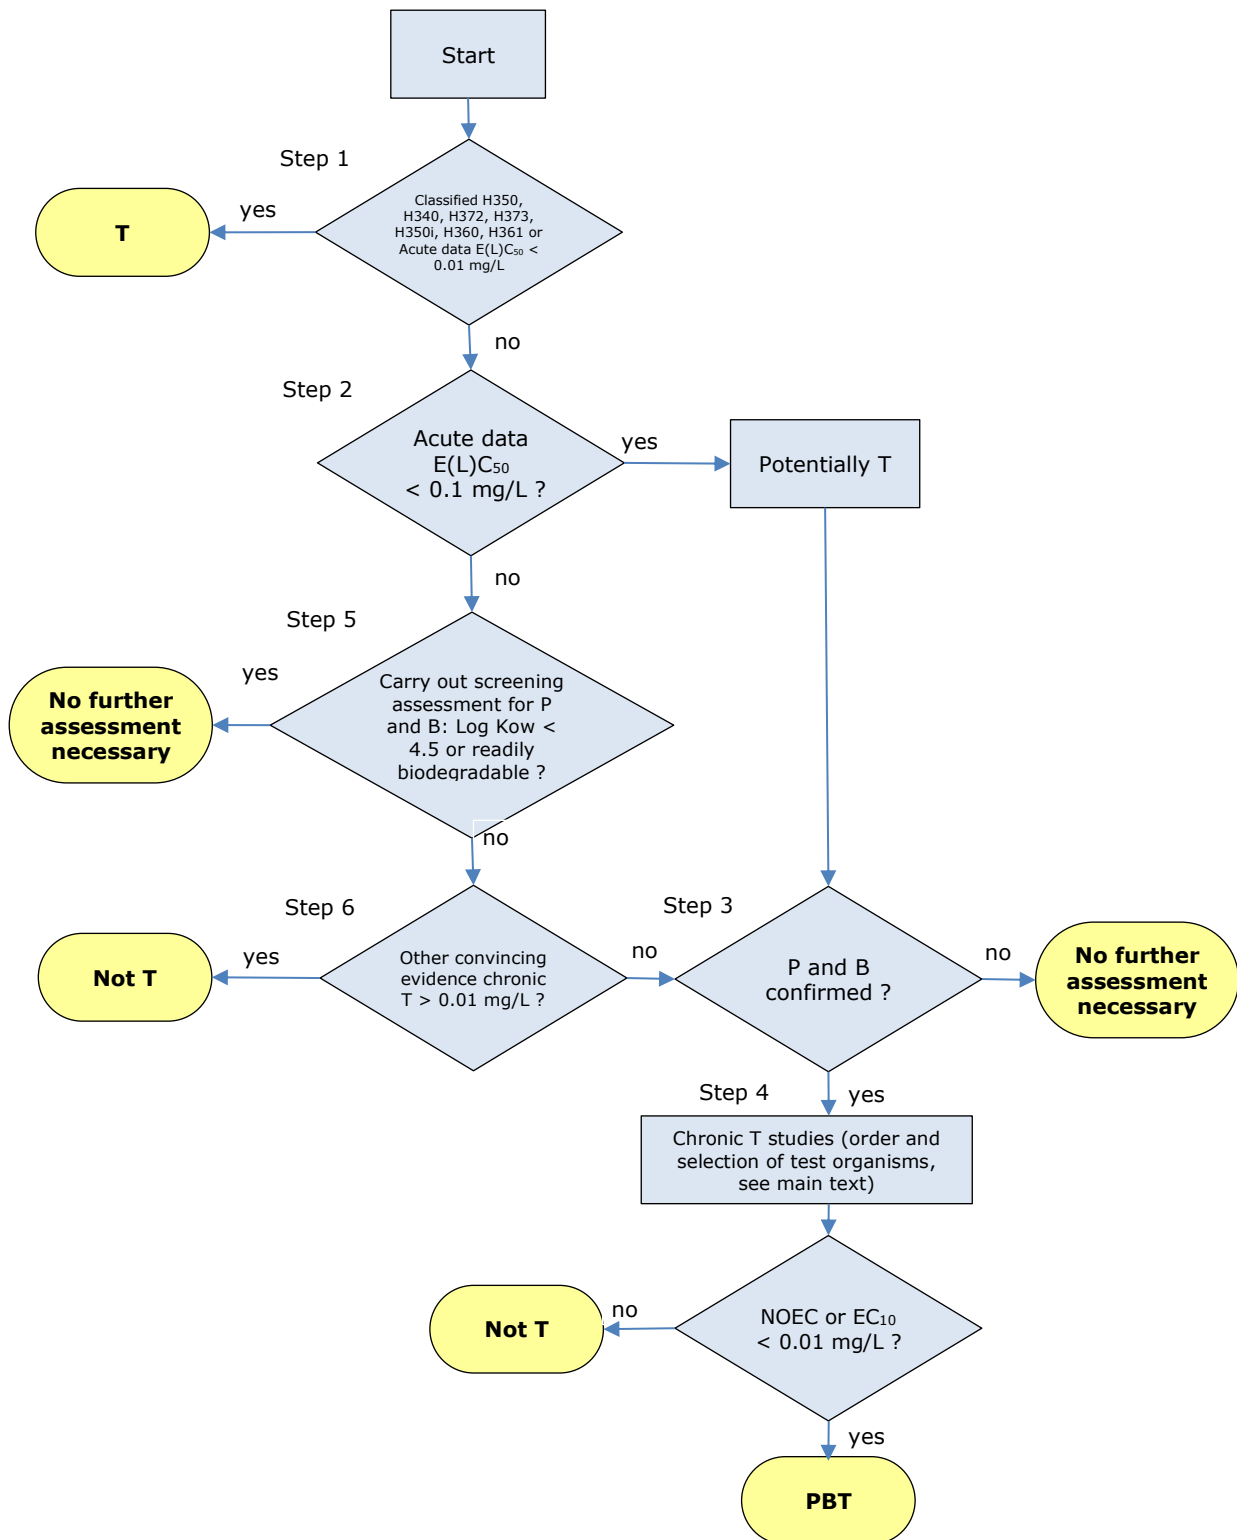 Start
Step 1
Classified H350,
H340, H372, H373,
H350i, H360, H361 or
Acute data E(L)C₅₀ <
0.01 mg/L
yes
T
no
Step 2
Acute data
E(L)C₅₀
< 0.1 mg/L ?
yes
Potentially T
no
Step 5
Carry out screening
assessment for P
and B: Log Kow <
4.5 or readily
biodegradable ?
yes
No further
assessment
necessary
no
Step 6
Other convincing
evidence chronic
T > 0.01 mg/L ?
yes
Not T
no
Step 3
P and B
confirmed ?
no
No further
assessment
necessary
yes
Step 4
Chronic T studies (order and
selection of test organisms,
see main text)
NOEC or EC₁₀
< 0.01 mg/L ?
no
Not T
yes
PBT